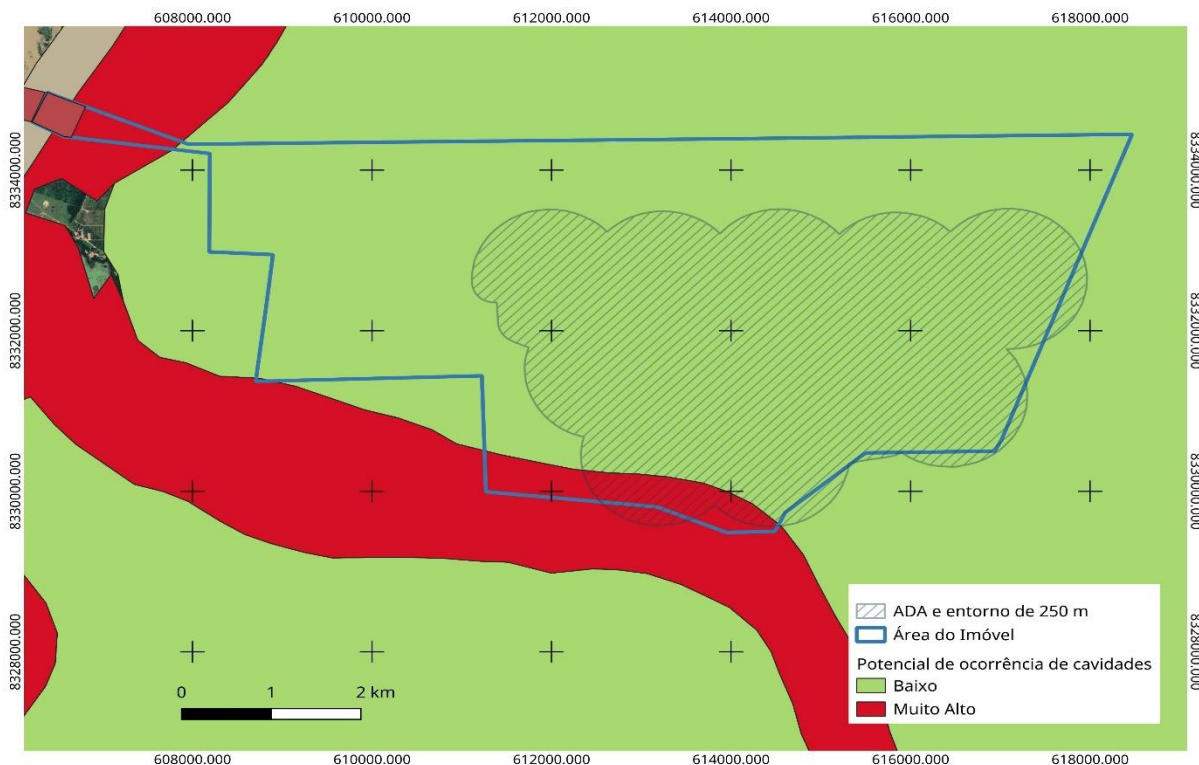 608000.000 610000.000 612000.000 614000.000 616000.000 618000.000
8334000.000 8334000.000
8332000.000 8332000.000
8330000.000 8330000.000
8328000.000 8328000.000
ADA e entorno de 250 m
Área do Imóvel
Potencial de ocorrência de cavidades
Baixo
Muito Alto
0 1 2 km
608000.000 610000.000 612000.000 614000.000 616000.000 618000.000